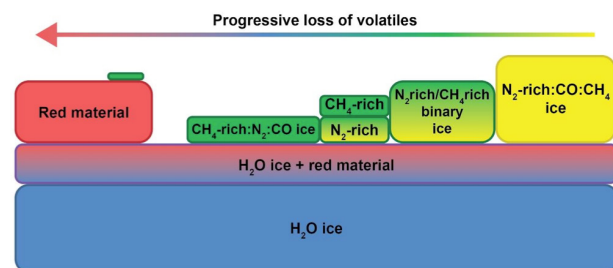 Progressive loss of volatiles
Red material
CH₄-rich:N₂:CO ice
CH₄-rich
N₂-rich
N₂rich/CH₄rich
binary
ice
N₂-rich:CO:CH₄
ice
H₂O ice + red material
H₂O ice